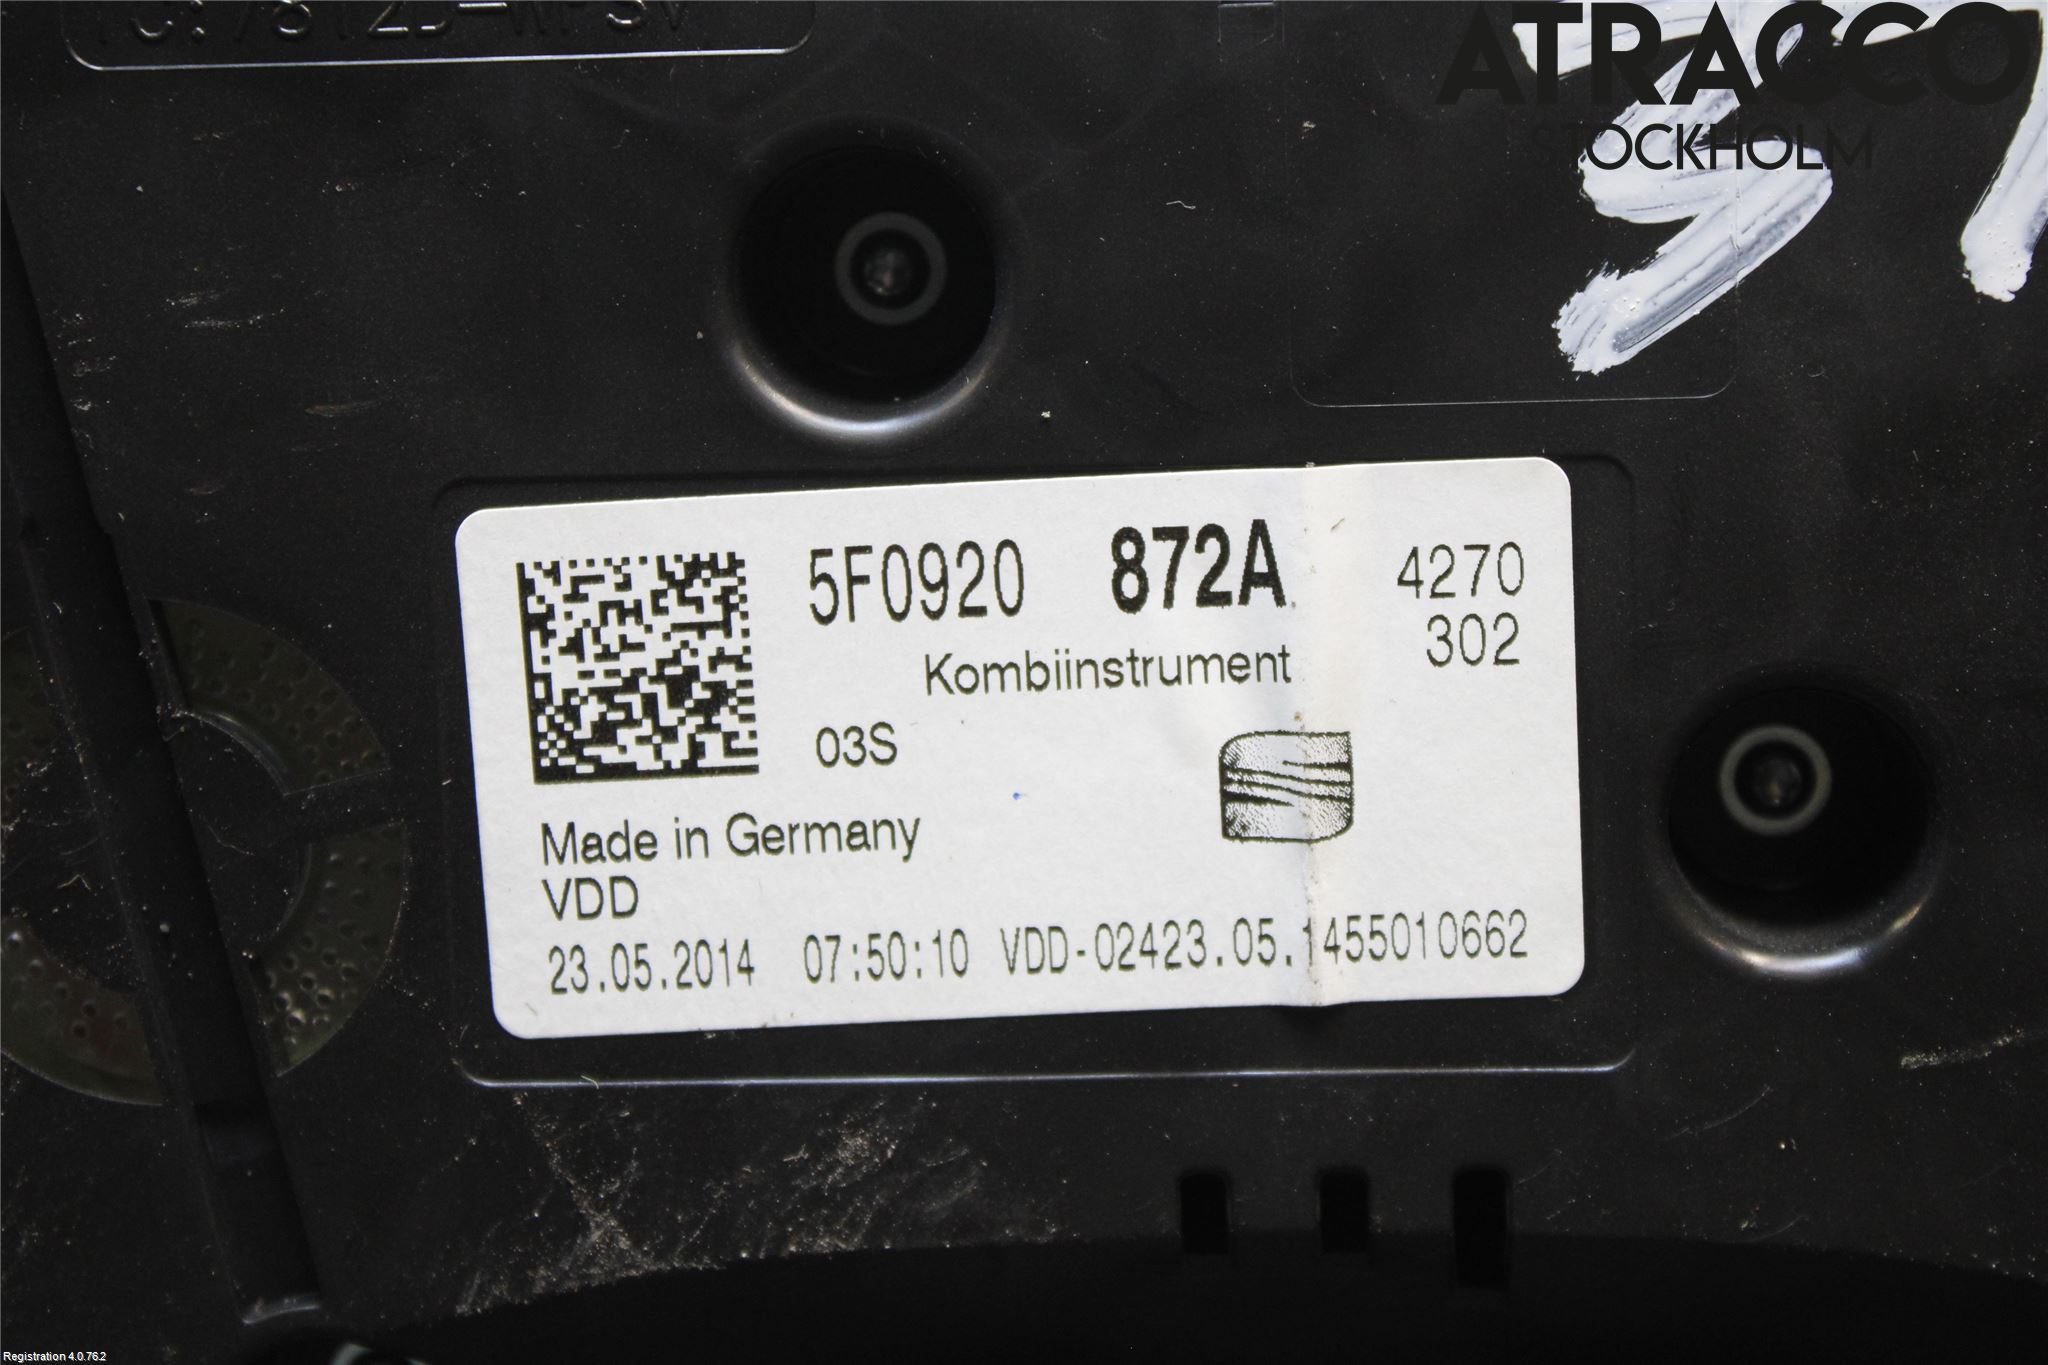 ATRACCO
STOCKHOLM
5F0920 872A 4270
302
Kombiinstrument
03S
Made in Germany
VDD
23.05.2014 07:50:10 VDD-02423.05.1455010662
Registration 4.0.76.2